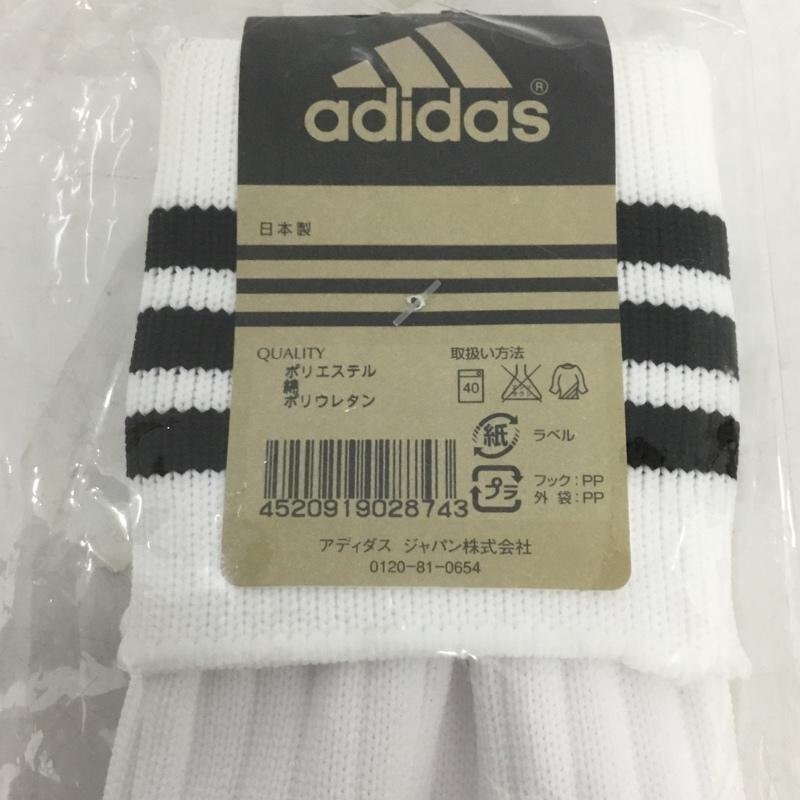 adidas®
日本製
QUALITY
ポリエステル
綿
ポリウレタン
取扱い方法
40
紙
ラベル
プラ
フック:PP
外袋:PP
4520919028743
アディダス ジャパン株式会社
0120-81-0654